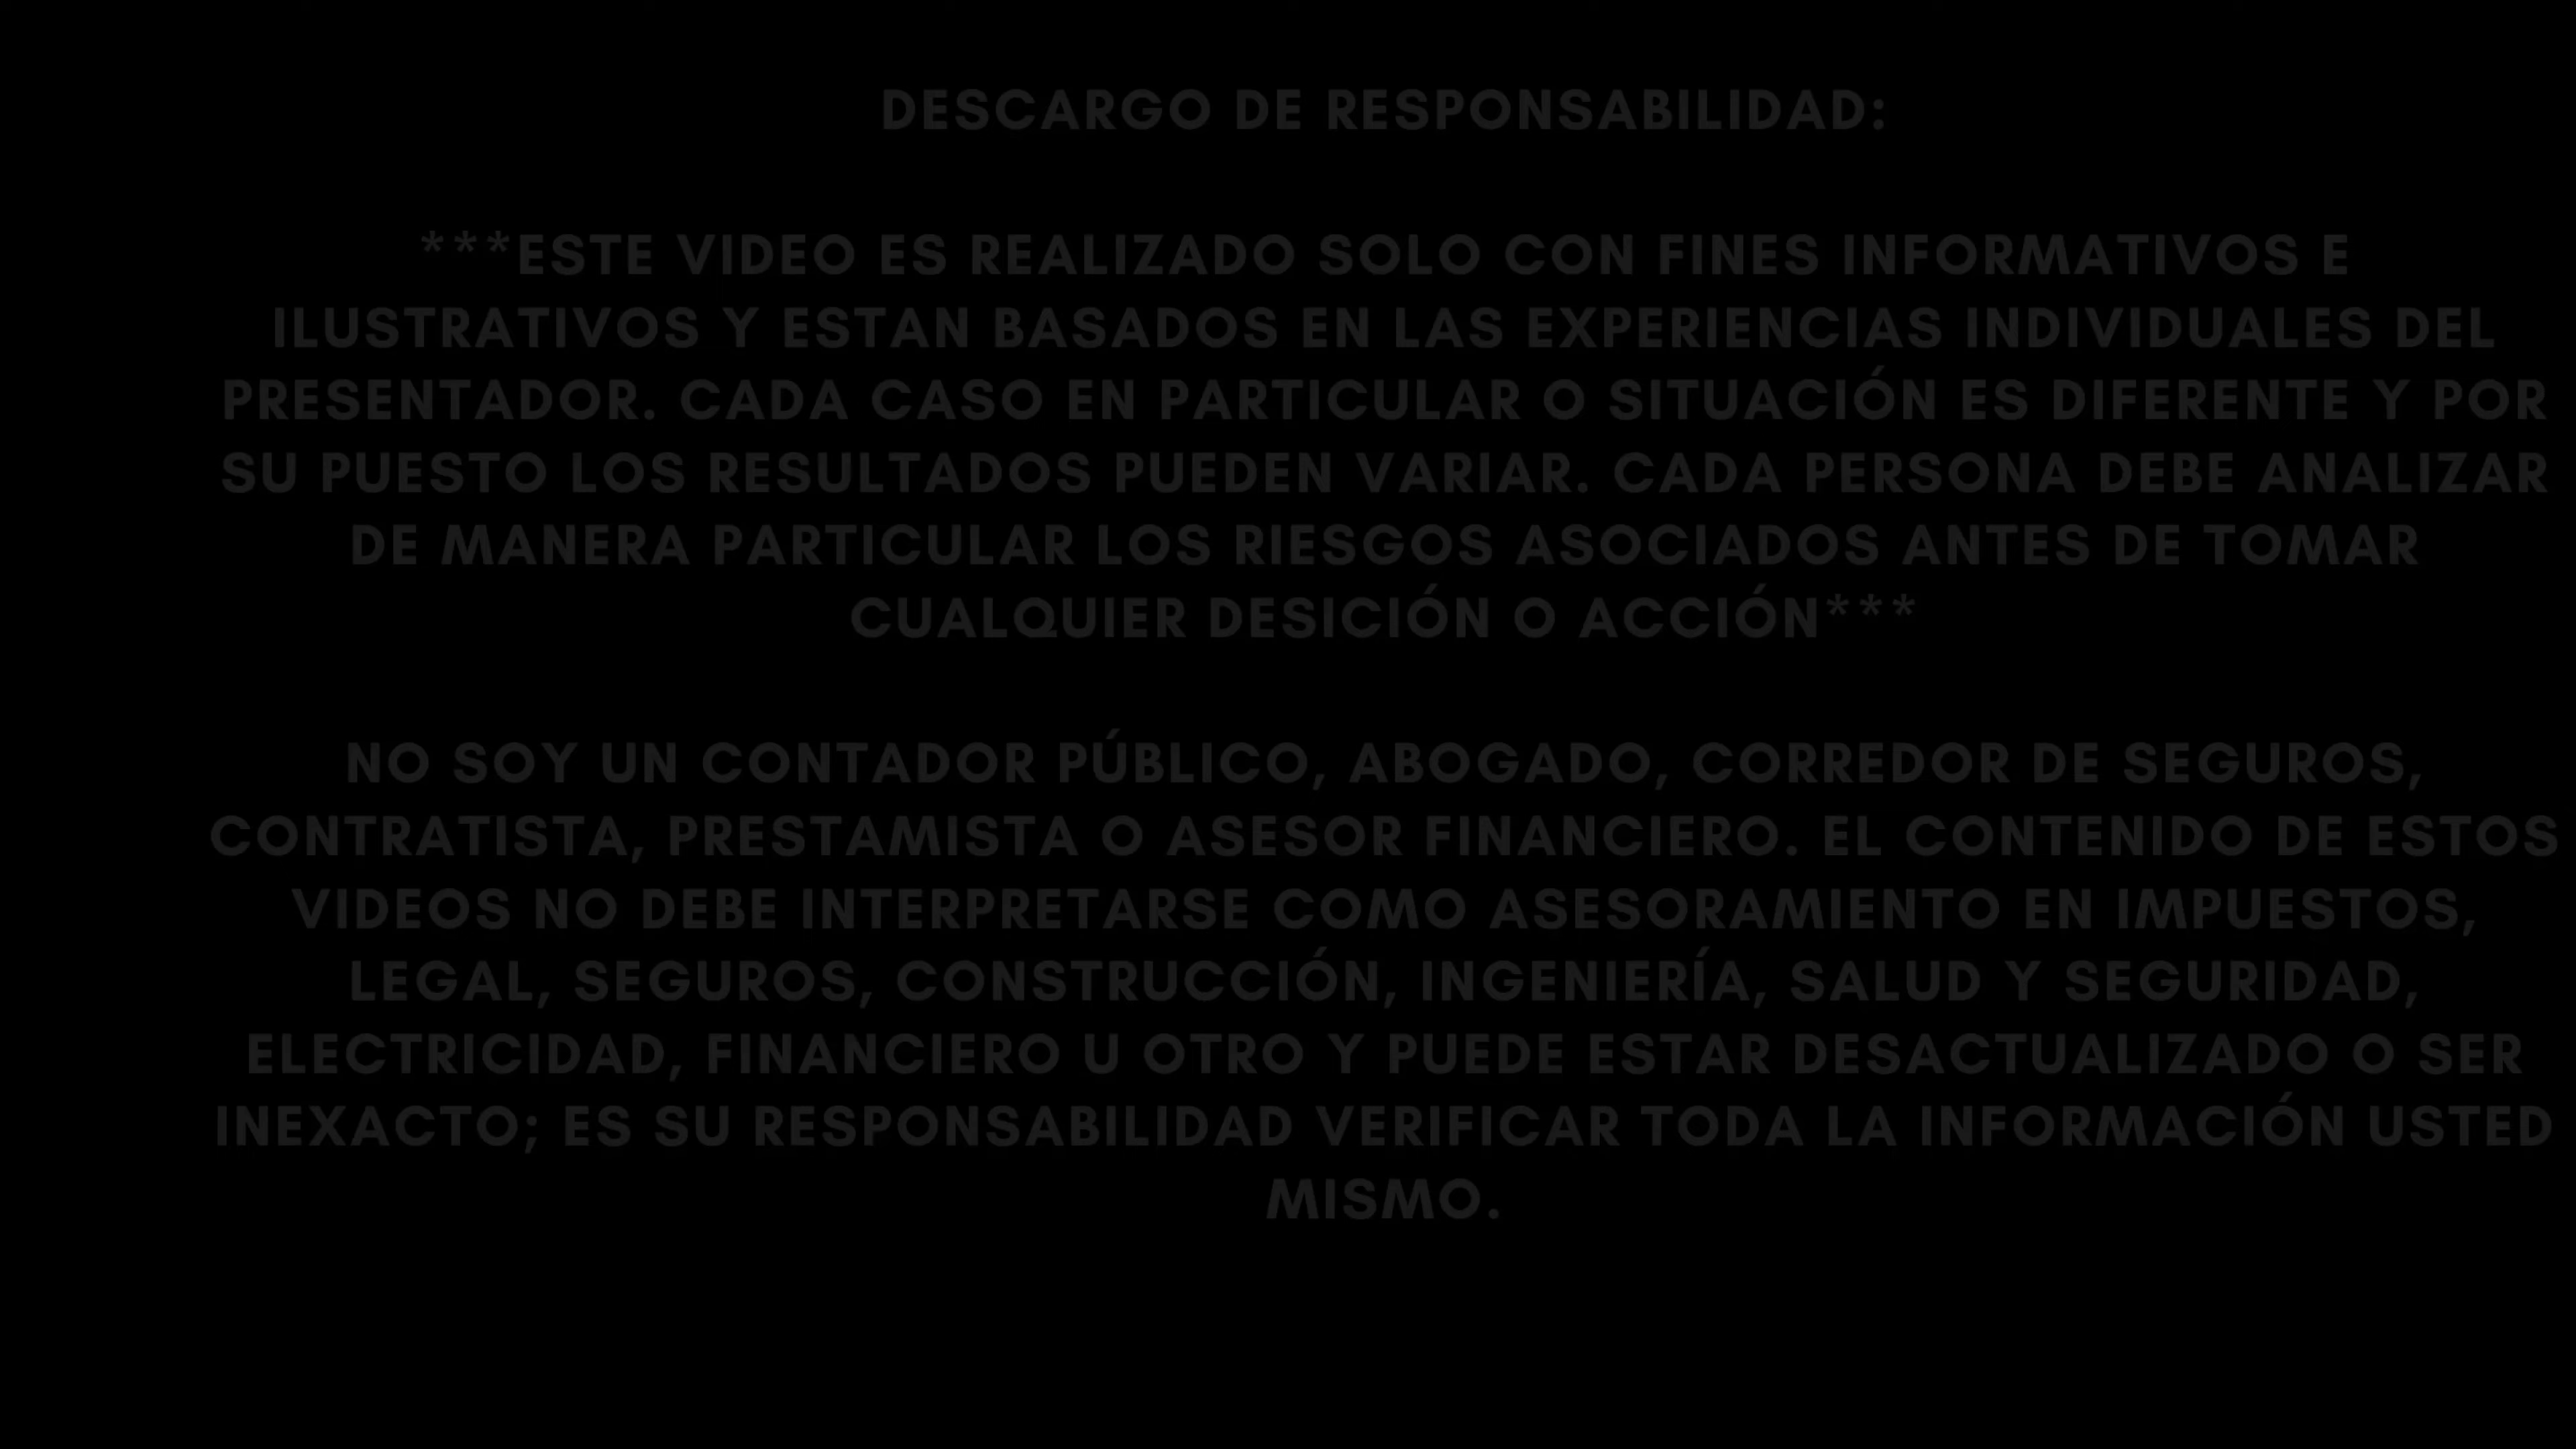 DESCARGO DE RESPONSABILIDAD:
***ESTE VIDEO ES REALIZADO SOLO CON FINES INFORMATIVOS E
ILUSTRATIVOS Y ESTAN BASADOS EN LAS EXPERIENCIAS INDIVIDUALES DEL
PRESENTADOR. CADA CASO EN PARTICULAR O SITUACIÓN ES DIFERENTE Y POR
SU PUESTO LOS RESULTADOS PUEDEN VARIAR. CADA PERSONA DEBE ANALIZAR
DE MANERA PARTICULAR LOS RIESGOS ASOCIADOS ANTES DE TOMAR
CUALQUIER DESICIÓN O ACCIÓN***
NO SOY UN CONTADOR PÚBLICO, ABOGADO, CORREDOR DE SEGUROS,
CONTRATISTA, PRESTAMISTA O ASESOR FINANCIERO. EL CONTENIDO DE ESTOS
VIDEOS NO DEBE INTERPRETARSE COMO ASESORAMIENTO EN IMPUESTOS,
LEGAL, SEGUROS, CONSTRUCCIÓN, INGENIERÍA, SALUD Y SEGURIDAD,
ELECTRICIDAD, FINANCIERO U OTRO Y PUEDE ESTAR DESACTUALIZADO O SER
INEXACTO; ES SU RESPONSABILIDAD VERIFICAR TODA LA INFORMACIÓN USTED
MISMO.